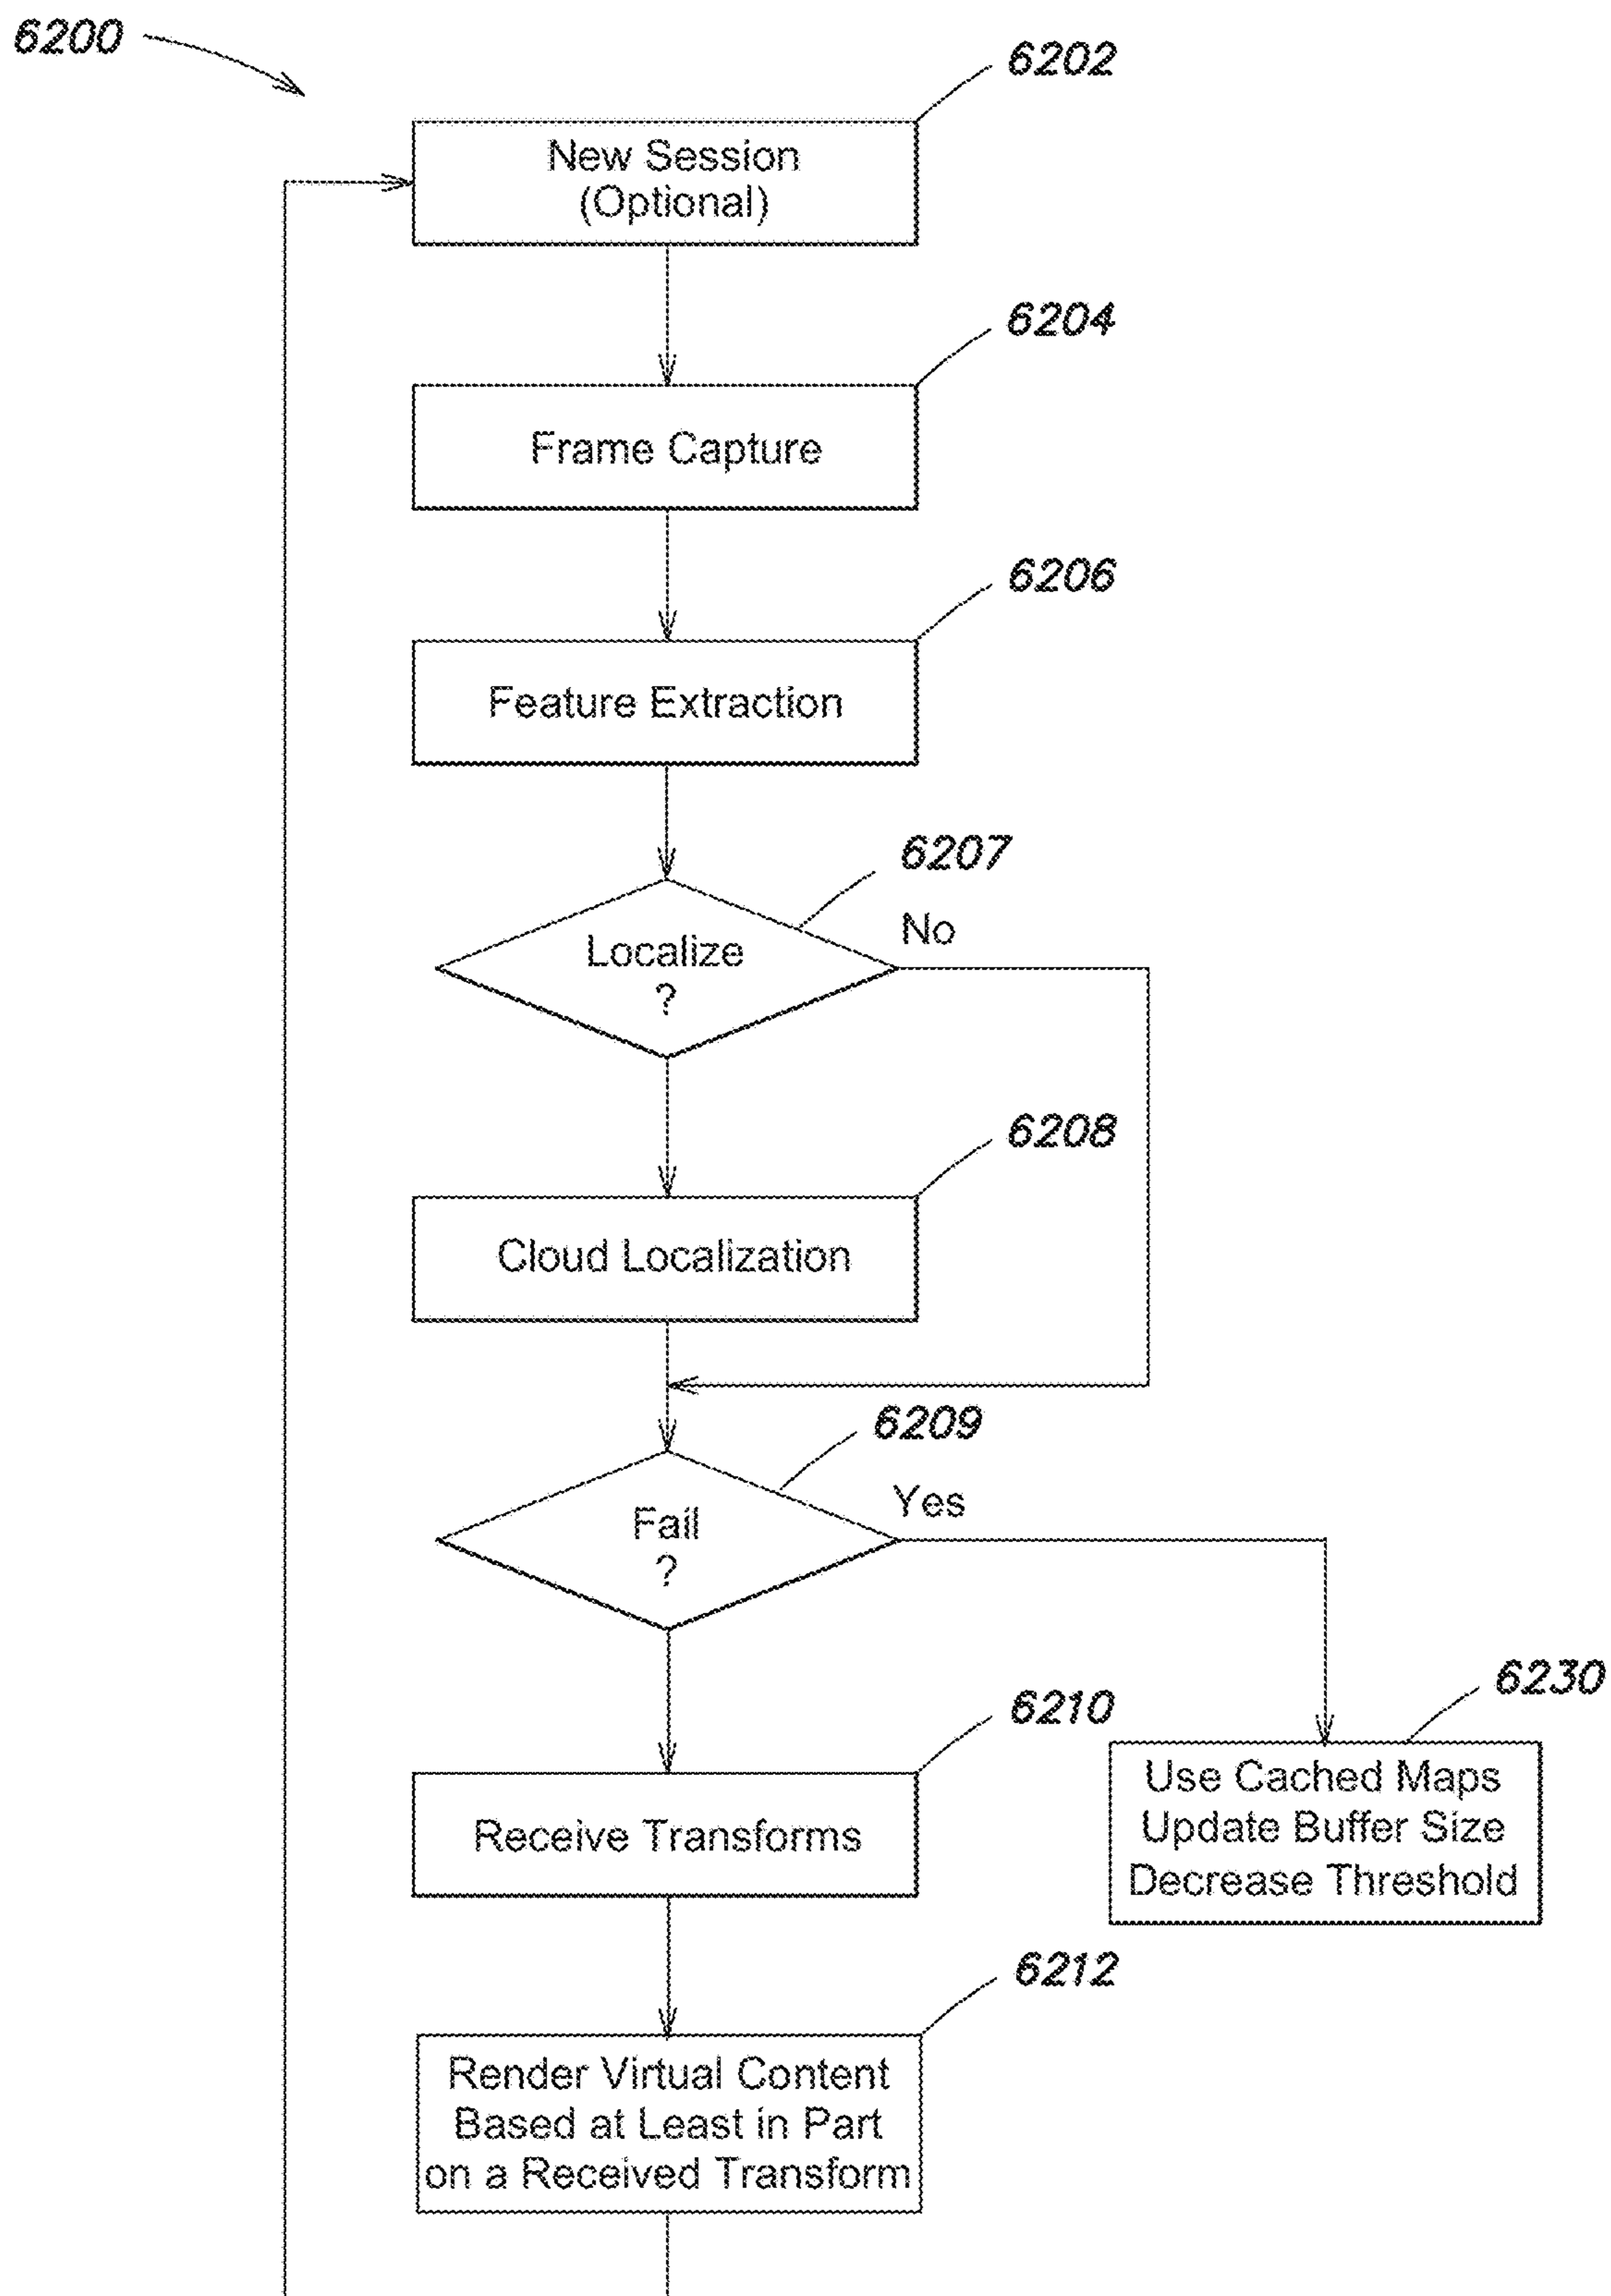 6200
6202
New Session
(Optional)
6204
Frame Capture
6206
Feature Extraction
6207
No
Localize
?
6208
Cloud Localization
6209
Yes
Fail
?
6210
Receive Transforms
6230
Use Cached Maps
Update Buffer Size
Decrease Threshold
6212
Render Virtual Content
Based at Least in Part
on a Received Transform